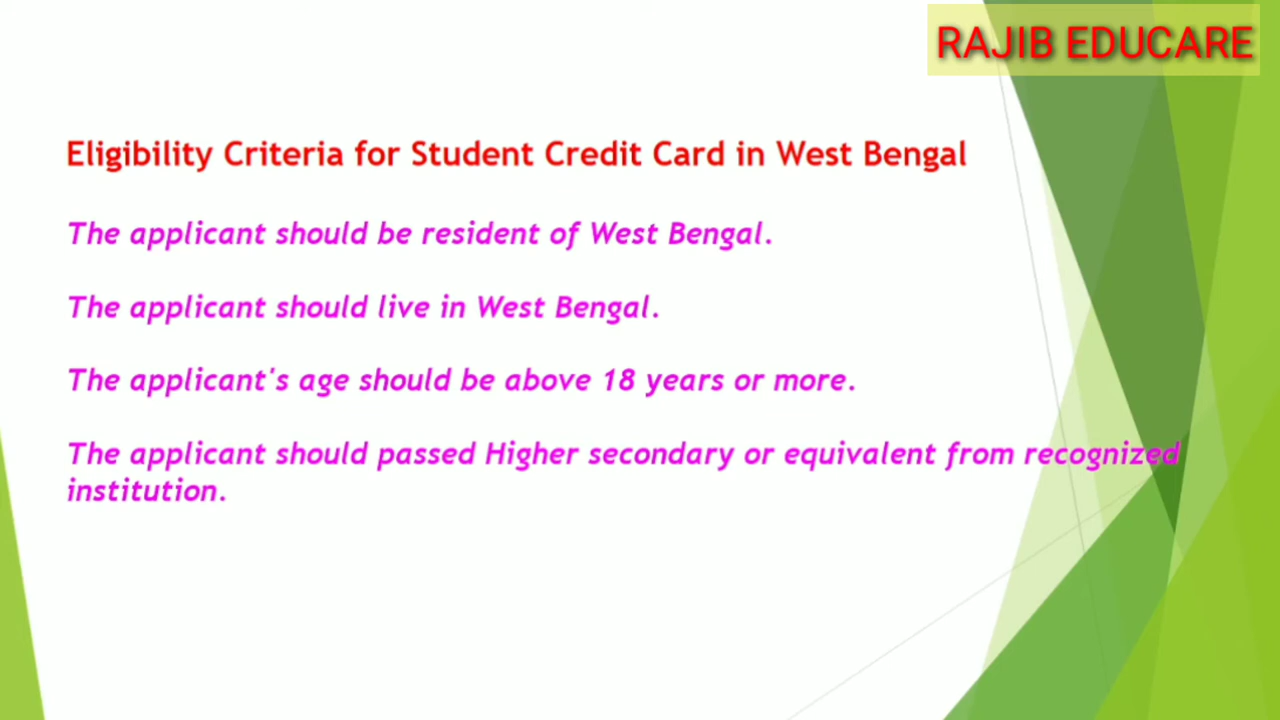 RAJIB EDUCARE
Eligibility Criteria for Student Credit Card in West Bengal
The applicant should be resident of West Bengal.
The applicant should live in West Bengal.
The applicant's age should be above 18 years or more.
The applicant should passed Higher secondary or equivalent from recognized
institution.